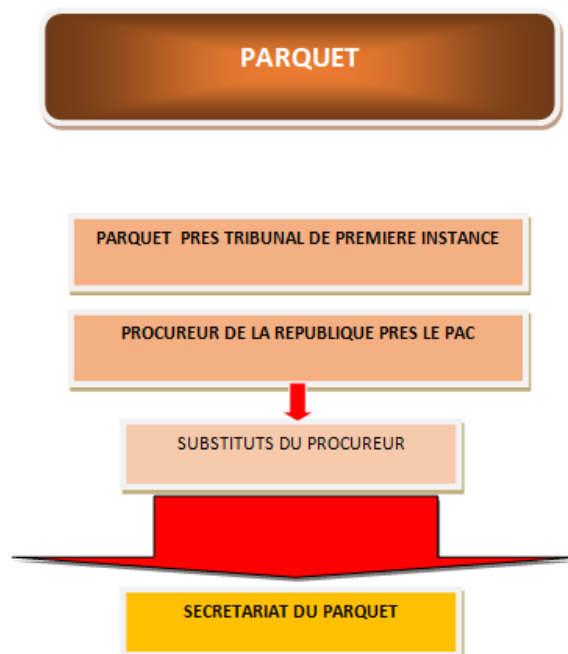 PARQUET
PARQUET PRES TRIBUNAL DE PREMIERE INSTANCE
PROCUREUR DE LA REPUBLIQUE PRES LE PAC
SUBSTITUTS DU PROCUREUR
SECRETARIAT DU PARQUET